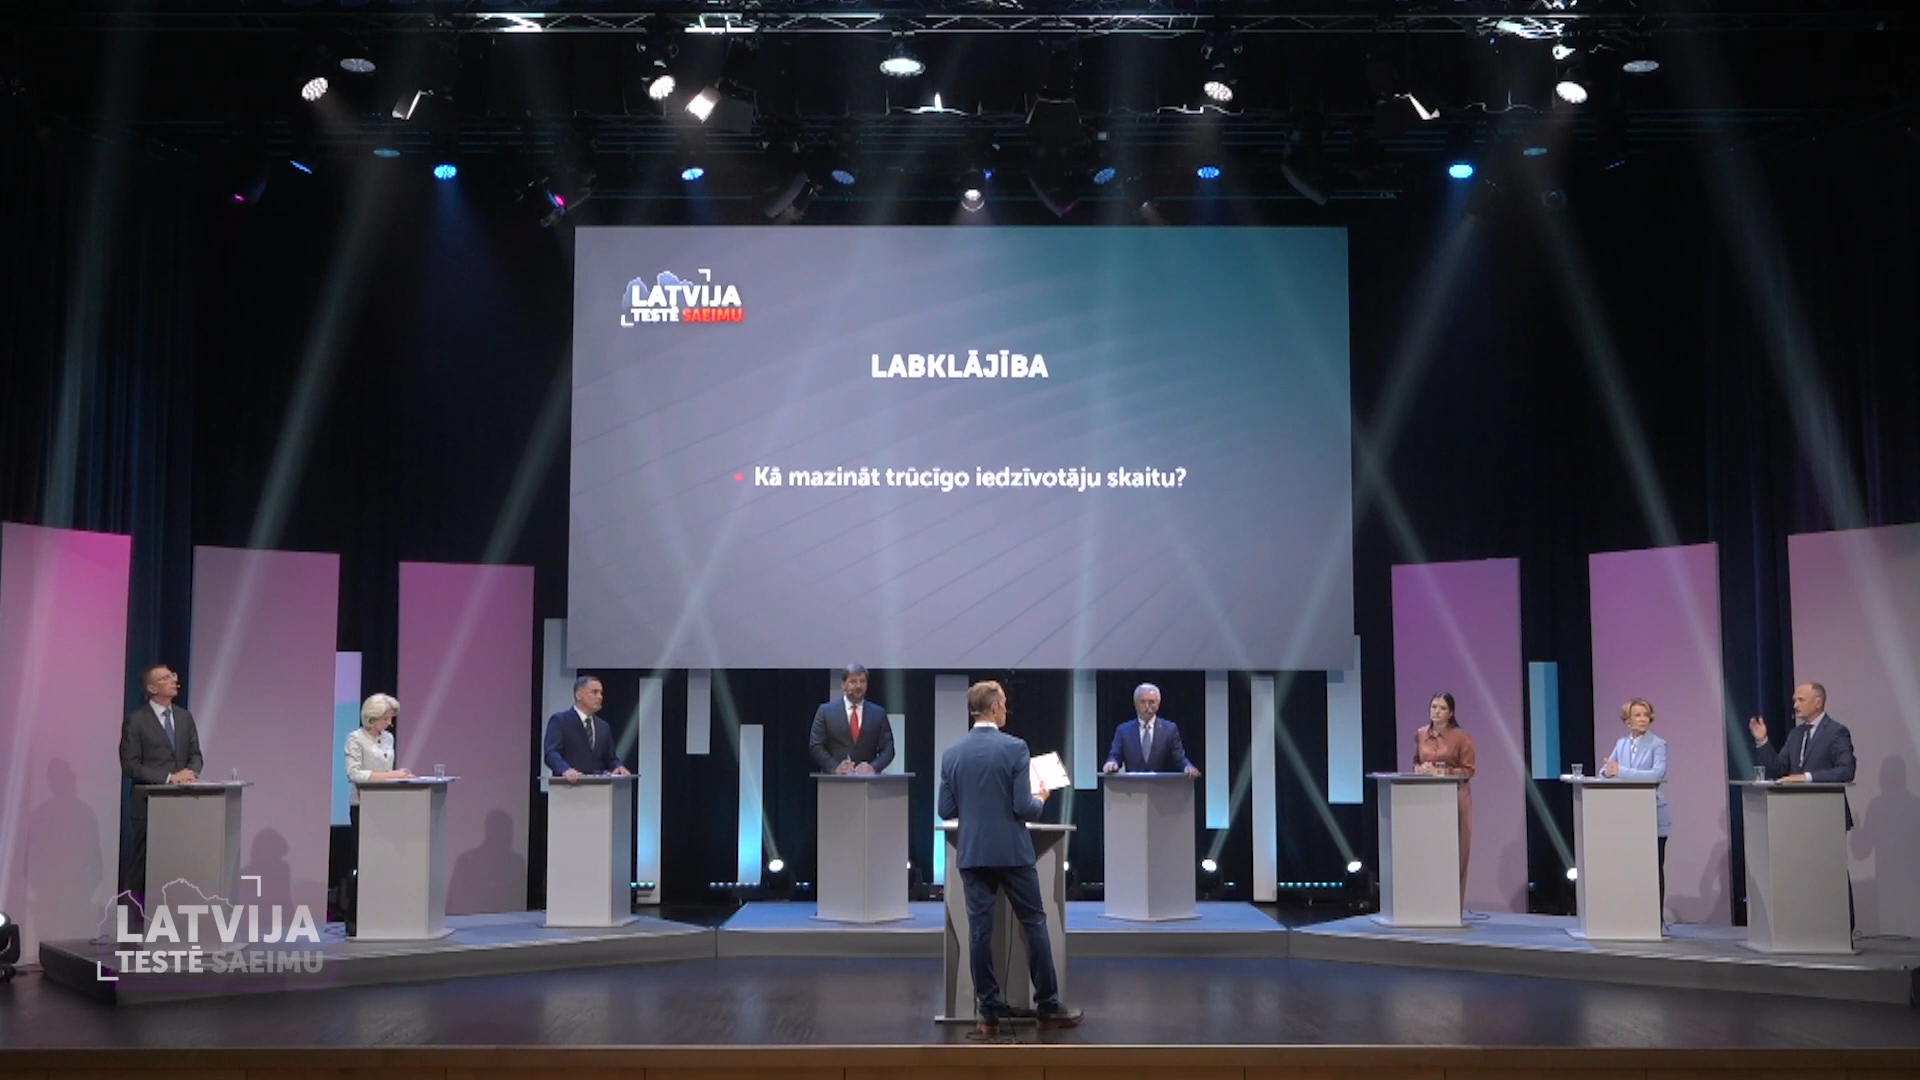 LATVIJA
TESTĒ SAEIMU
LABKLĀJĪBA
Kā mazināt trūcīgo iedzīvotāju skaitu?
LATVIJA
TESTĒ SAEIMU